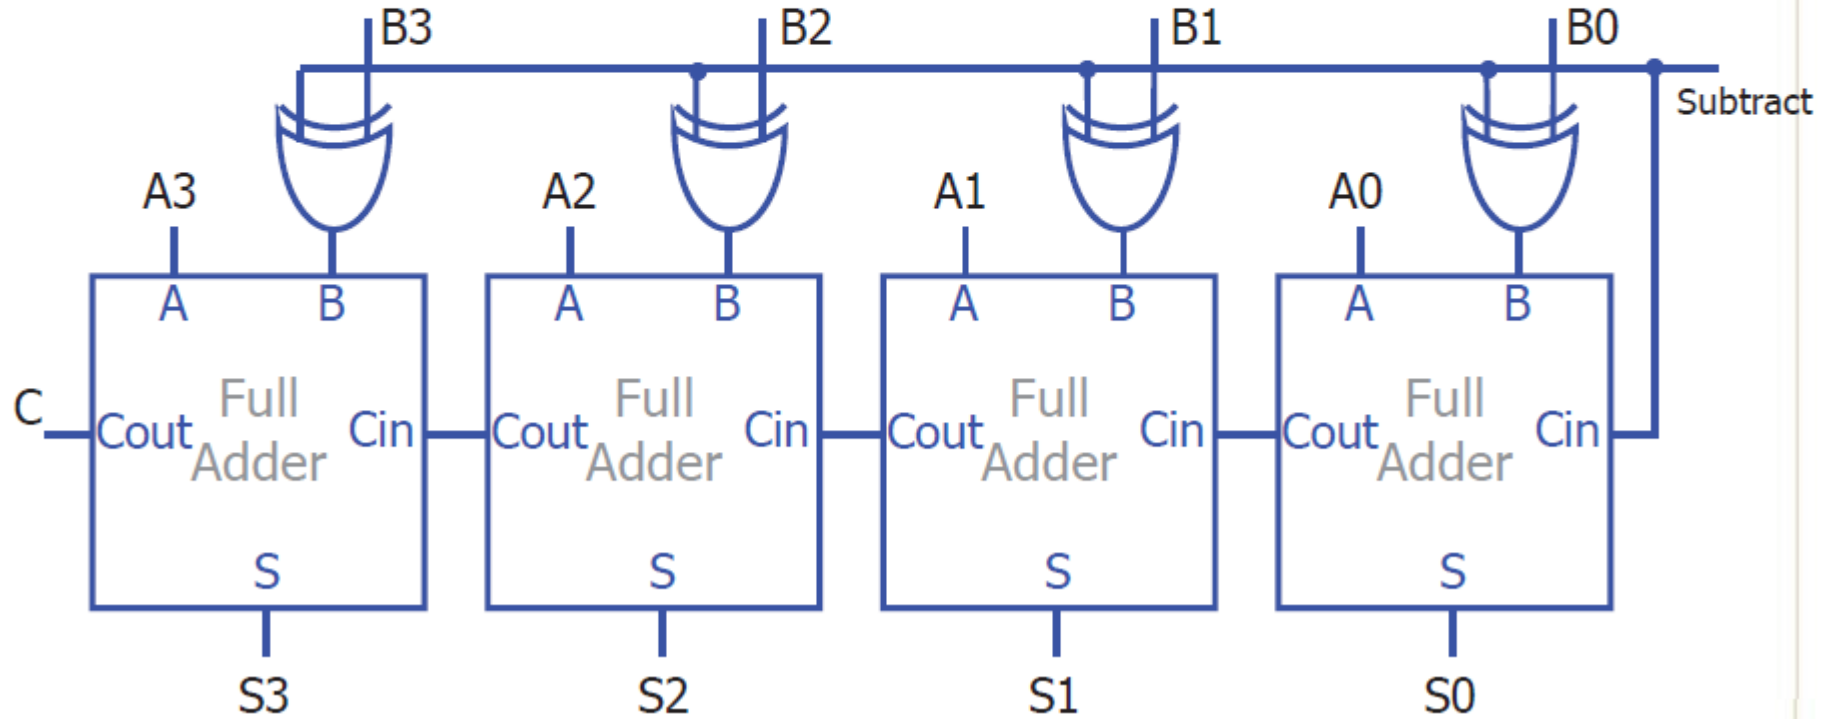 B3 B2 B1 B0
Subtract
A3 A2 A1 A0
A B A B A B A B
C
Full Full Full Full
Cout Cin Cout Cin Cout Cin Cout Cin
Adder Adder Adder Adder
S S S S
S3 S2 S1 S0